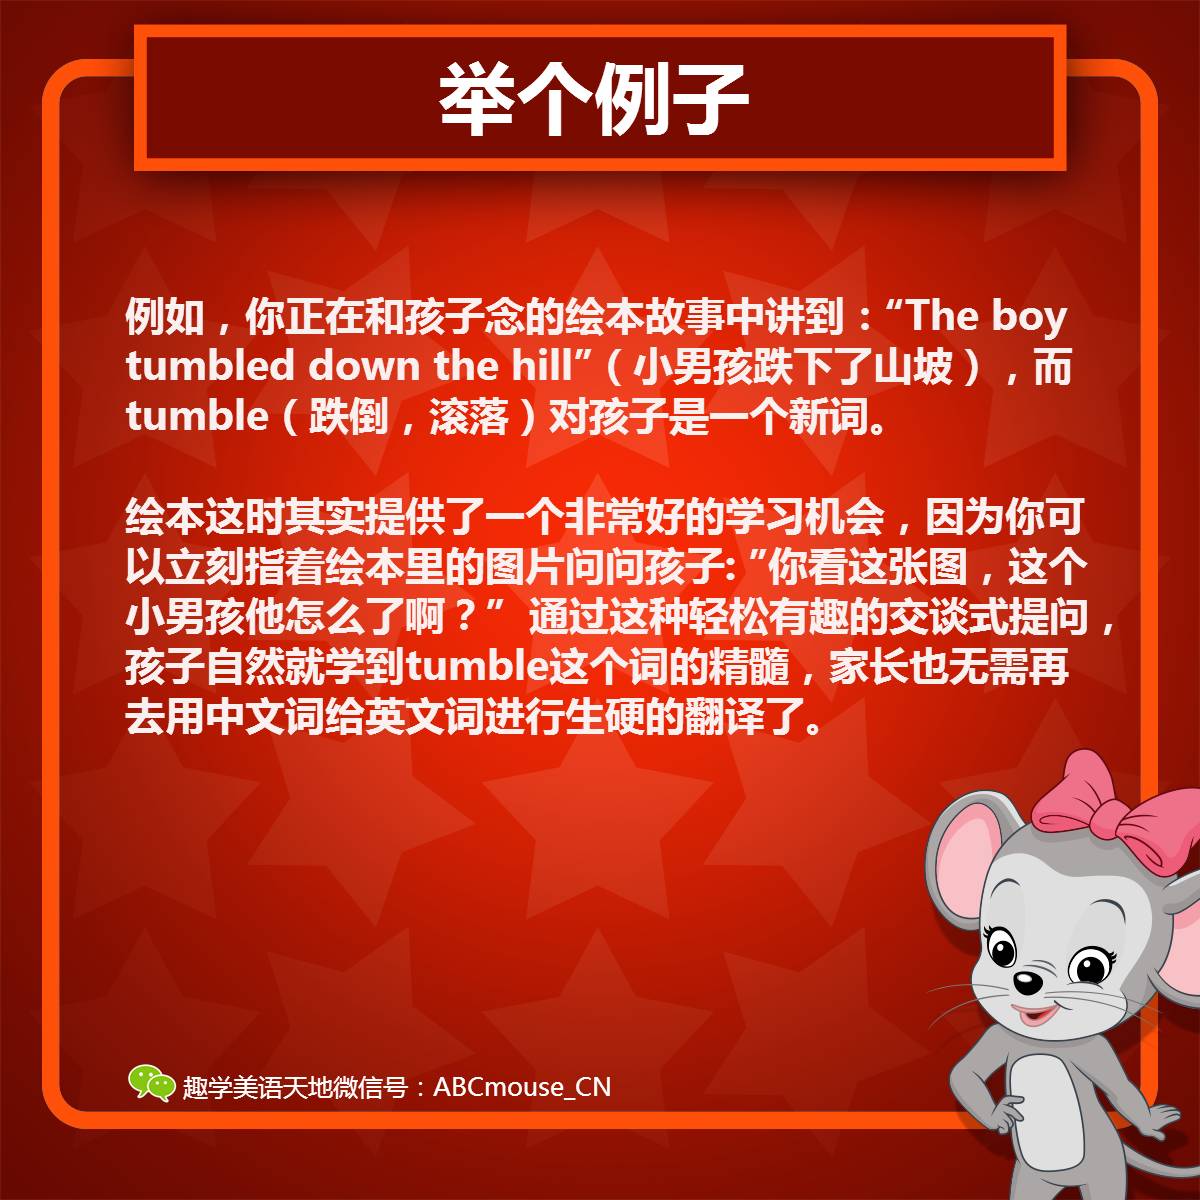 举个例子
例如，你正在和孩子念的绘本故事中讲到：“The boy
tumbled down the hill”（小男孩跌下了山坡），而
tumble（跌倒，滚落）对孩子是一个新词。
绘本这时其实提供了一个非常好的学习机会，因为你可
以立刻指着绘本里的图片问问孩子: ”你看这张图，这个
小男孩他怎么了啊？” 通过这种轻松有趣的交谈式提问，
孩子自然就学到tumble这个词的精髓，家长也无需再
去用中文词给英文词进行生硬的翻译了。
趣学美语天地微信号：ABCmouse_CN